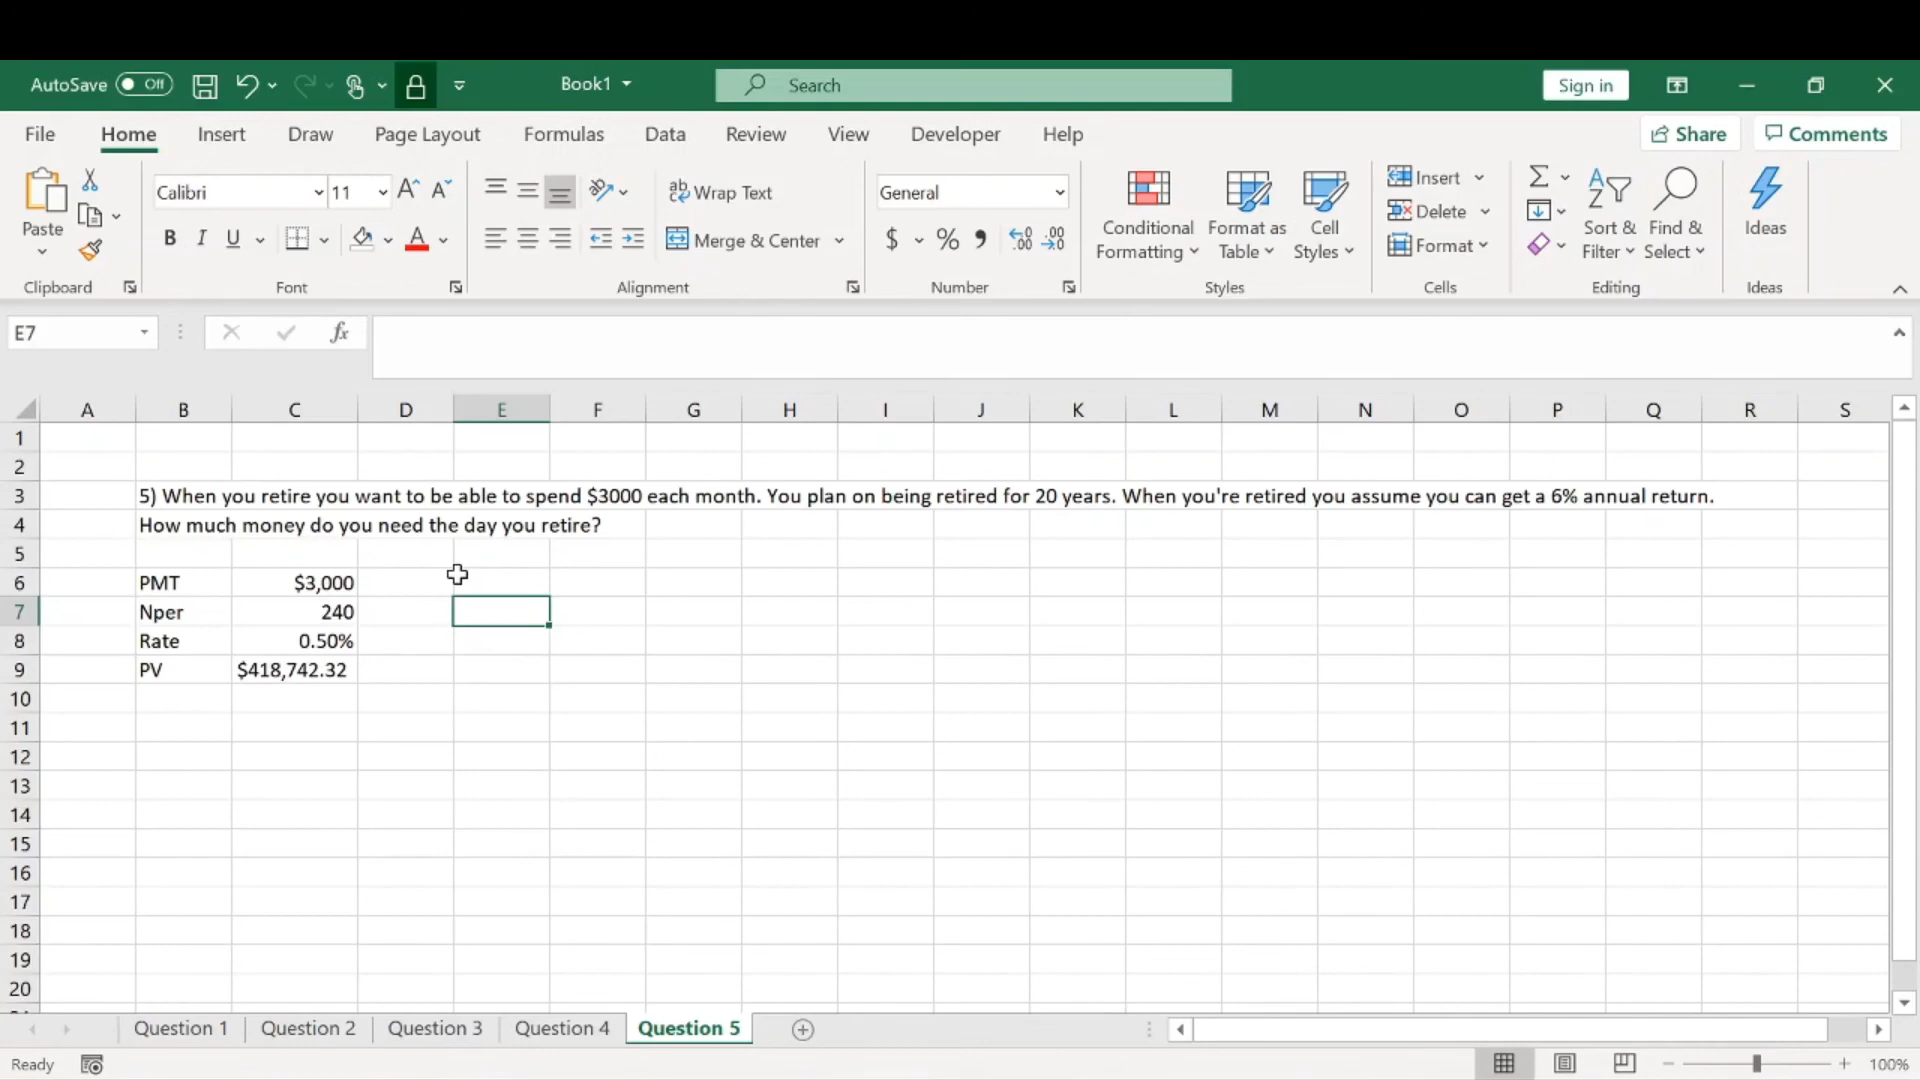 AutoSave Off Book1 Search Sign in
File Home Insert Draw Page Layout Formulas Data Review View Developer Help Share Comments
Paste Calibri 11 A A ab Wrap Text General Conditional Formatting Format as Table Cell Styles Insert Delete Format Sort & Filter Find & Select Ideas
B I U A Merge & Center $ % 9 .00 .00
Clipboard Font Alignment Number Styles Cells Editing Ideas
E7 fx
A B C D E F G H I J K L M N O P Q R S
1
2
3 5) When you retire you want to be able to spend $3000 each month. You plan on being retired for 20 years. When you're retired you assume you can get a 6% annual return.
4 How much money do you need the day you retire?
5
6 PMT $3,000
7 Nper 240
8 Rate 0.50%
9 PV $418,742.32
10
11
12
13
14
15
16
17
18
19
20
Question 1 Question 2 Question 3 Question 4 Question 5
Ready 100%